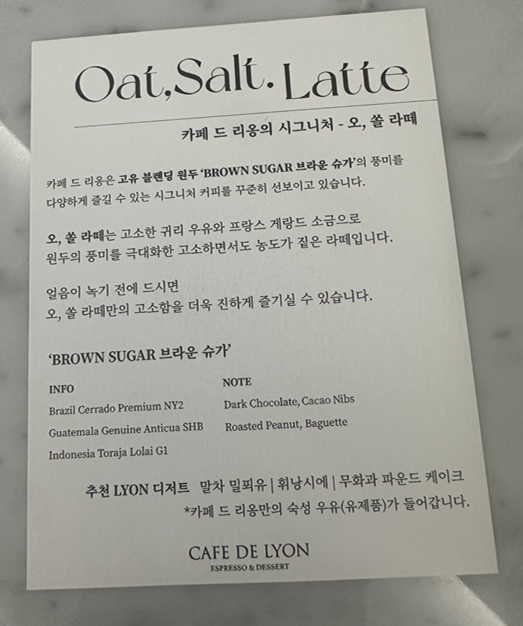 Oat, Salt. Latte
카페 드 리옹의 시그니처 - 오, 쏠 라떼
카페 드 리옹은 고유 블렌딩 원두 ‘BROWN SUGAR 브라운 슈가’의 풍미를
다양하게 즐길 수 있는 시그니처 커피를 꾸준히 선보이고 있습니다.
오, 쏠 라떼는 고소한 귀리 우유와 프랑스 게랑드 소금으로
원두의 풍미를 극대화한 고소하면서도 농도가 짙은 라떼입니다.
얼음이 녹기 전에 드시면
오, 쏠 라떼만의 고소함을 더욱 진하게 즐기실 수 있습니다.
‘BROWN SUGAR 브라운 슈가’
INFO
Brazil Cerrado Premium NY2
Guatemala Genuine Anticua SHB
Indonesia Toraja Lolai G1
NOTE
Dark Chocolate, Cacao Nibs
Roasted Peanut, Baguette
추천 LYON 디저트 말차 밀푀유 | 휘낭시에 | 무화과 파운드 케이크
*카페 드 리옹만의 숙성 우유(유제품)가 들어갑니다.
CAFE DE LYON
ESPRESSO & DESSERT